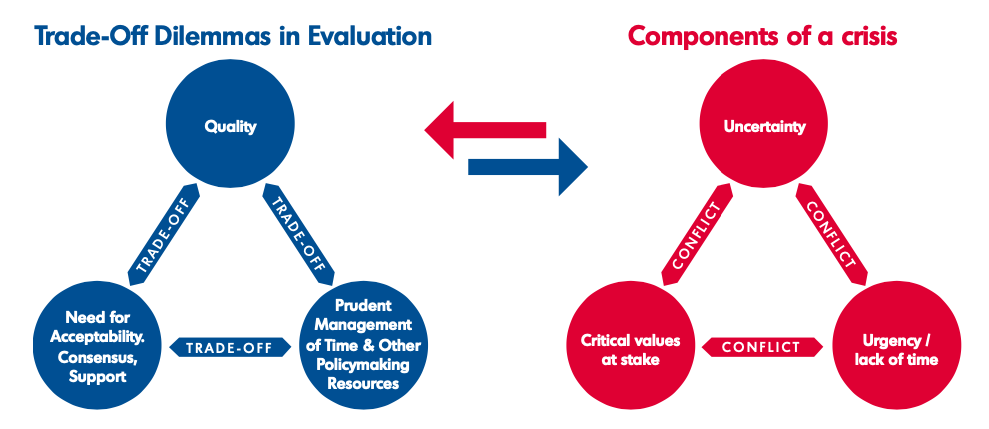 Trade-Off Dilemmas in Evaluation
Components of a crisis
Quality
TRADE-OFF
TRADE-OFF
Need for
Acceptability.
Consensus,
Support
TRADE-OFF
Prudent
Management
of Time & Other
Policymaking
Resources
Uncertainty
CONFLICT
CONFLICT
Critical values
at stake
CONFLICT
Urgency /
lack of time